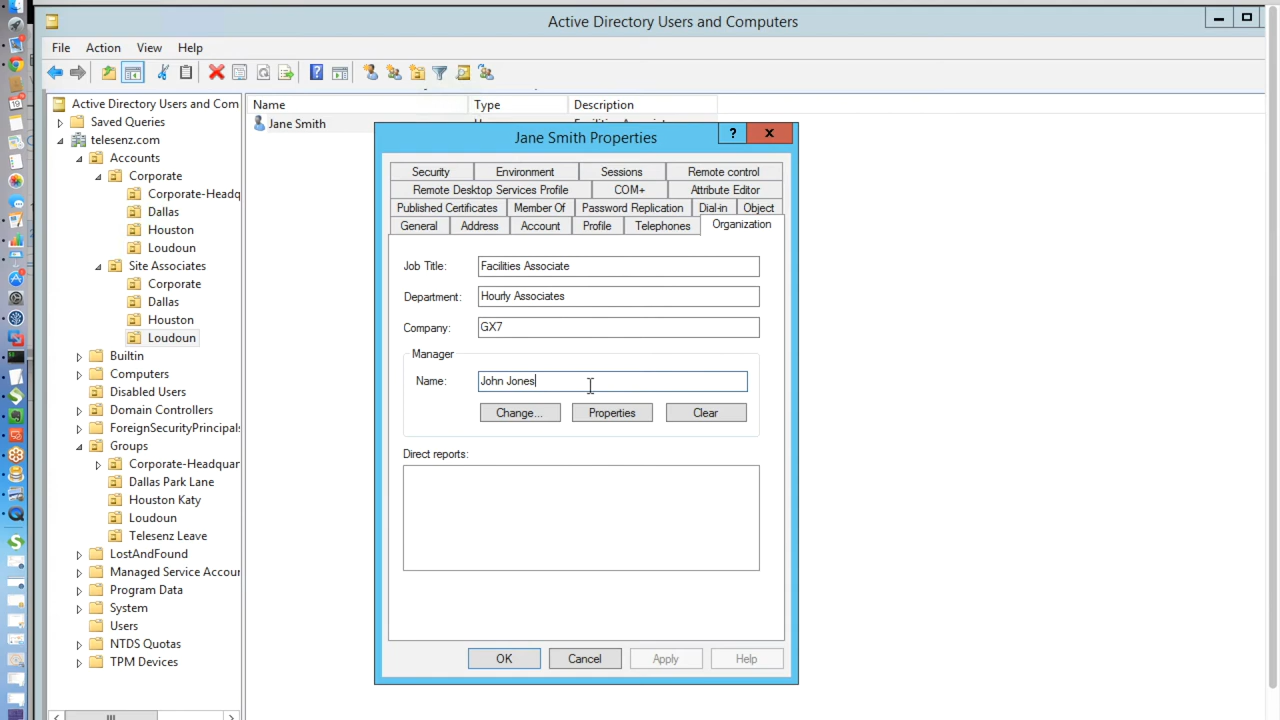 Active Directory Users and Computers
File Action View Help
Active Directory Users and Com
Saved Queries
telesenz.com
Accounts
Corporate
Corporate-Headq
Dallas
Houston
Loudoun
Site Associates
Corporate
Dallas
Houston
Loudoun
Builtin
Computers
Disabled Users
Domain Controllers
ForeignSecurityPrincipals
Groups
Corporate-Headquar
Dallas Park Lane
Houston Katy
Loudoun
Telesenz Leave
LostAndFound
Managed Service Accour
Program Data
System
Users
NTDS Quotas
TPM Devices
Name Type Description
Jane Smith
Jane Smith Properties ? x
Security Environment Sessions Remote control
Remote Desktop Services Profile COM+ Attribute Editor
Published Certificates Member Of Password Replication Dial-in Object
General Address Account Profile Telephones Organization
Job Title: Facilities Associate
Department: Hourly Associates
Company: GX7
Manager
Name: John Jones
Change... Properties Clear
Direct reports:
OK Cancel Apply Help